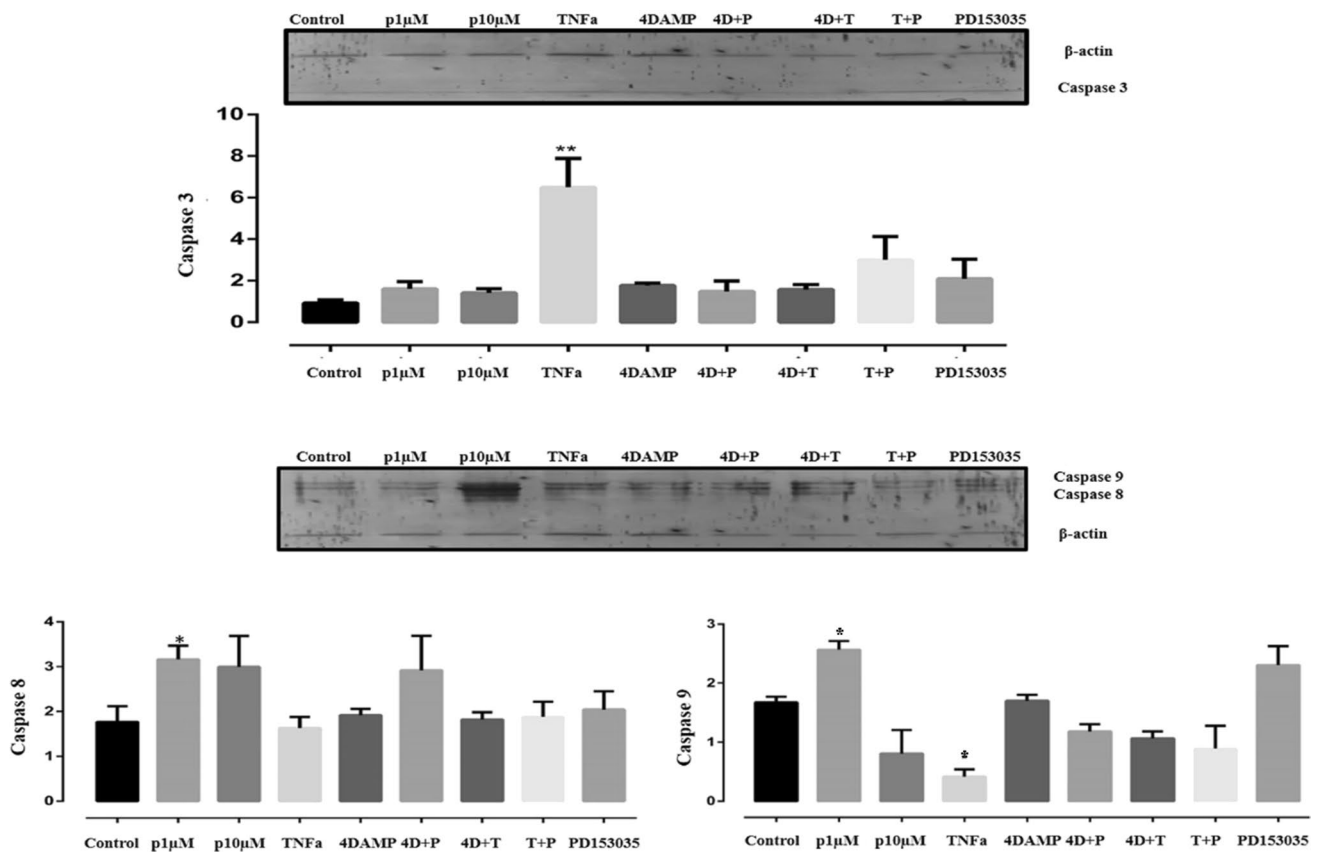 Control p1μM p10μM TNFa 4DAMP 4D+P 4D+T T+P PD153035
β-actin
Caspase 3
10
8
6
4
2
0
Caspase 3
**
Control p1μM p10μM TNFa 4DAMP 4D+P 4D+T T+P PD153035
Control p1μM p10μM TNFa 4DAMP 4D+P 4D+T T+P PD153035
Caspase 9
Caspase 8
β-actin
4
3
2
1
0
Caspase 8
*
Control p1μM p10μM TNFa 4DAMP 4D+P 4D+T T+P PD153035
3
2
1
0
Caspase 9
*
*
Control p1μM p10μM TNFa 4DAMP 4D+P 4D+T T+P PD153035